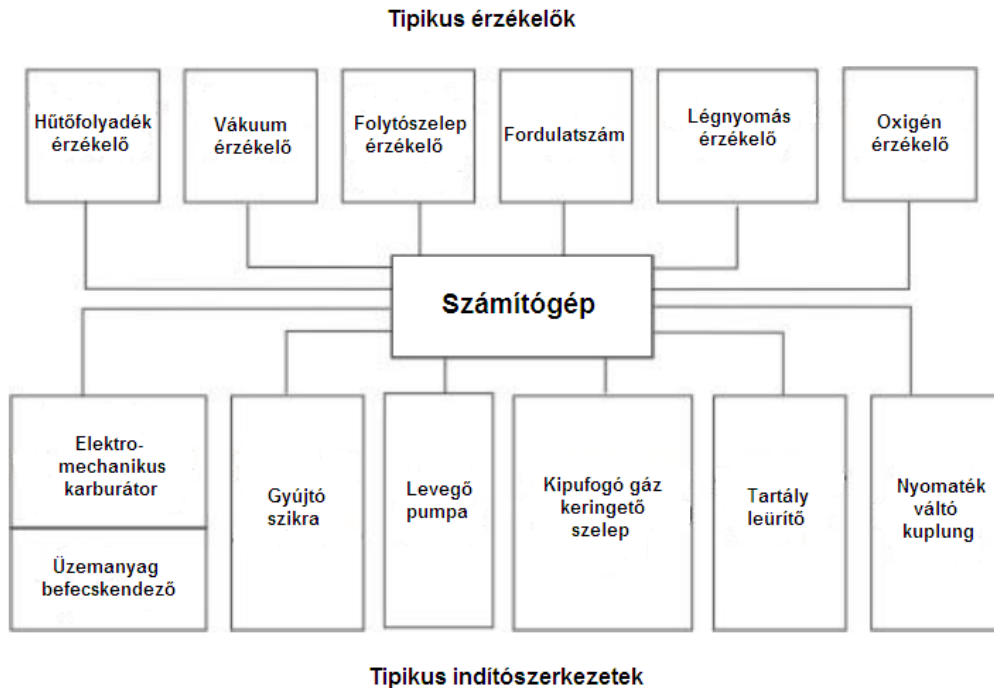 Tipikus érzékelők
Hűtőfolyadék
érzékelő
Vákuum
érzékelő
Folytószelep
érzékelő
Fordulatszám
Légnyomás
érzékelő
Oxigén
érzékelő
Számítógép
Elektro-
mechanikus
karburátor
Üzemanyag
befecskendező
Gyújtó
szikra
Levegő
pumpa
Kipufogó gáz
keringető
szelep
Tartály
leürítő
Nyomaték
váltó
kuplung
Tipikus indítószerkezetek